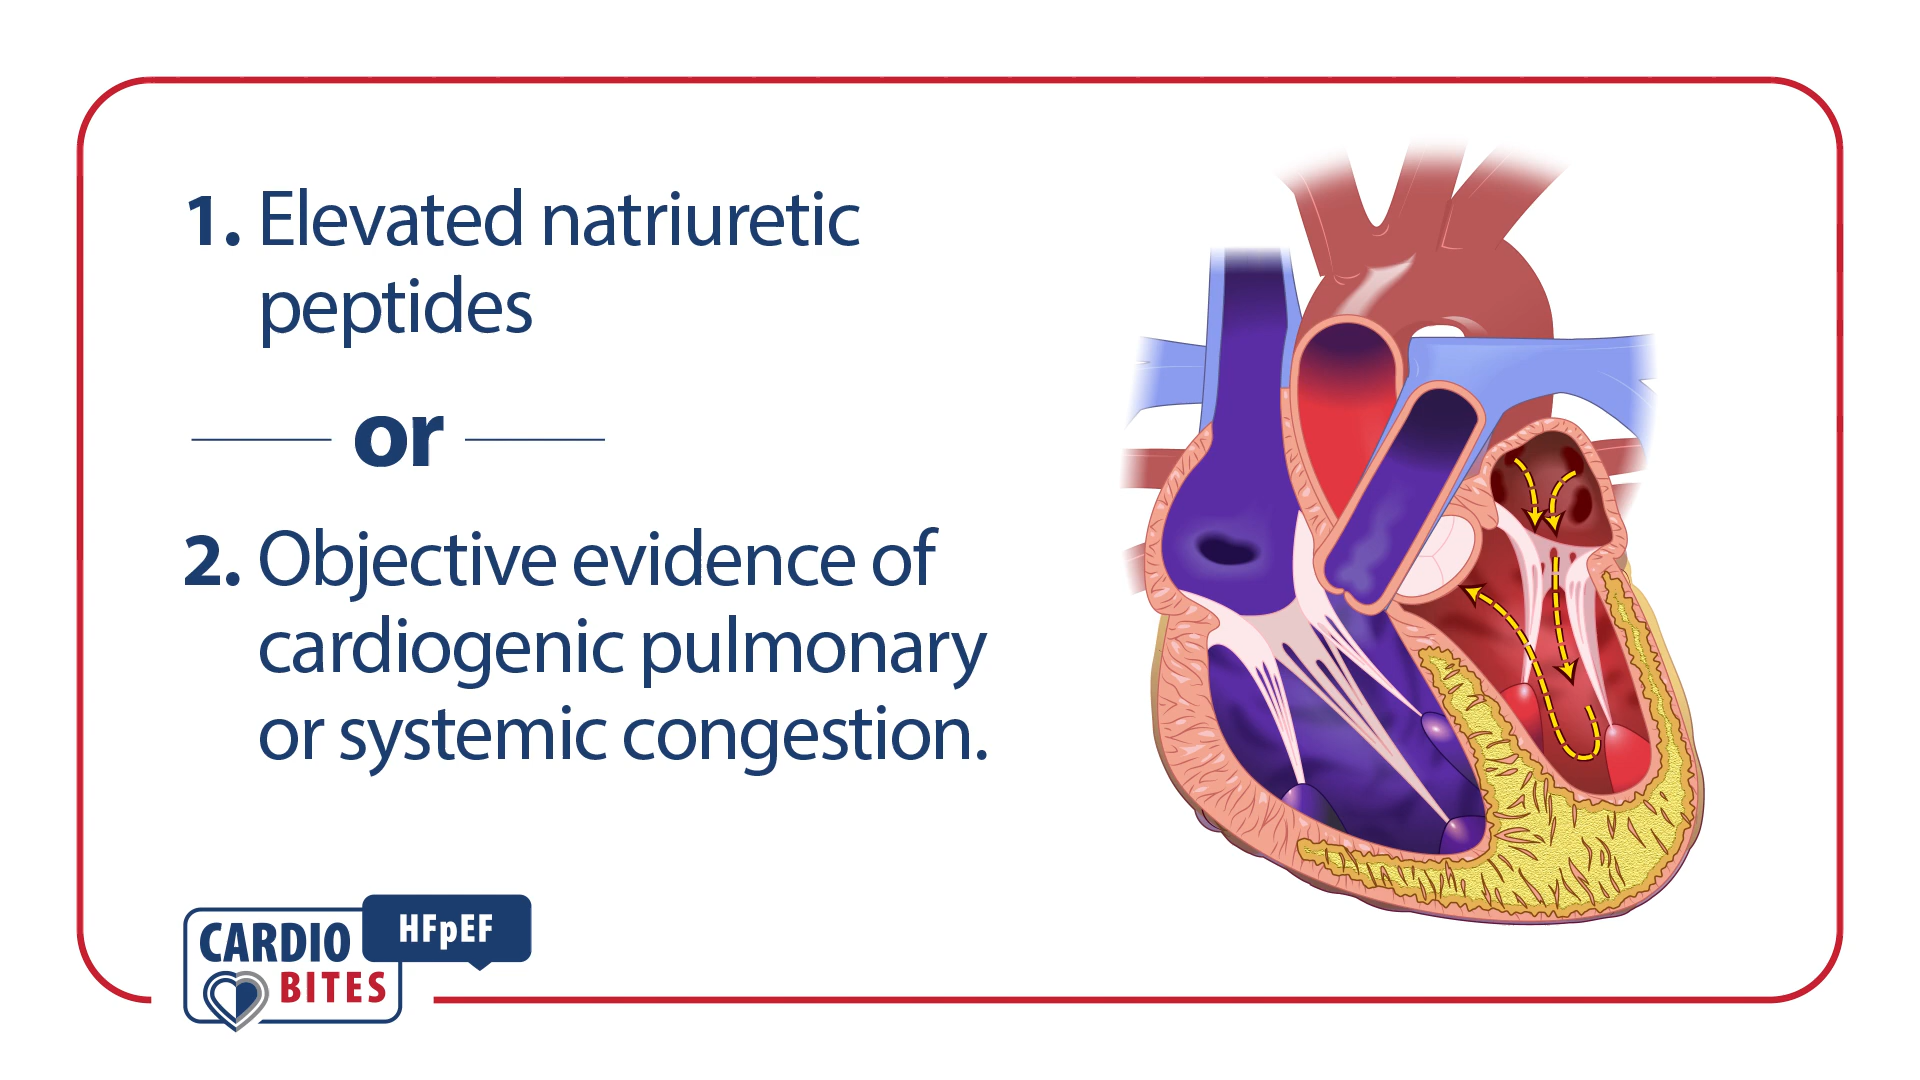 1. Elevated natriuretic
peptides
or
2. Objective evidence of
cardiogenic pulmonary
or systemic congestion.
CARDIO
BITES
HFpEF